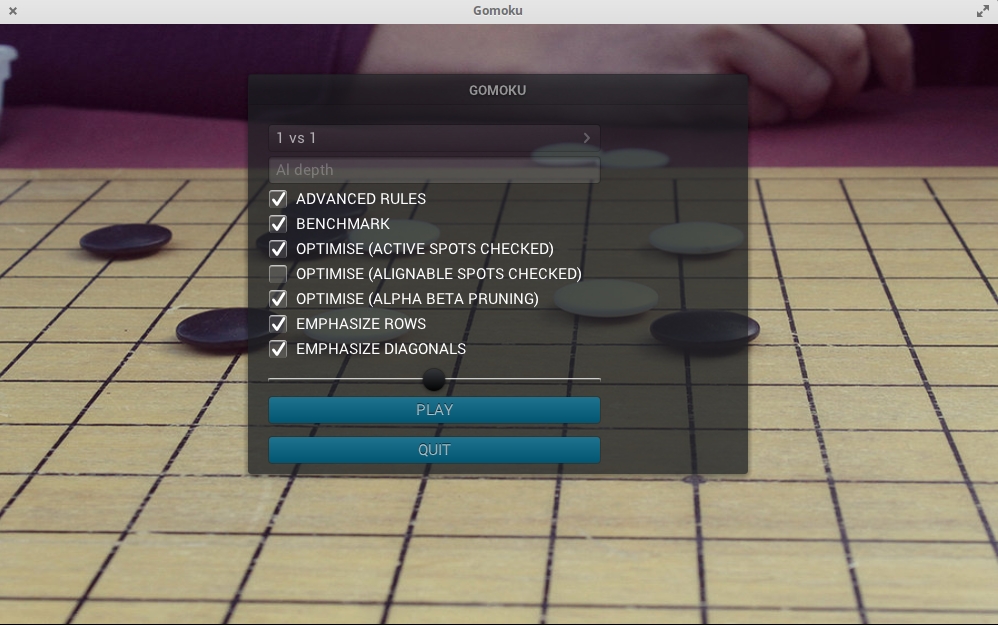 Gomoku
GOMOKU
1 vs 1
AI depth
ADVANCED RULES
BENCHMARK
OPTIMISE (ACTIVE SPOTS CHECKED)
OPTIMISE (ALIGNABLE SPOTS CHECKED)
OPTIMISE (ALPHA BETA PRUNING)
EMPHASIZE ROWS
EMPHASIZE DIAGONALS
PLAY
QUIT